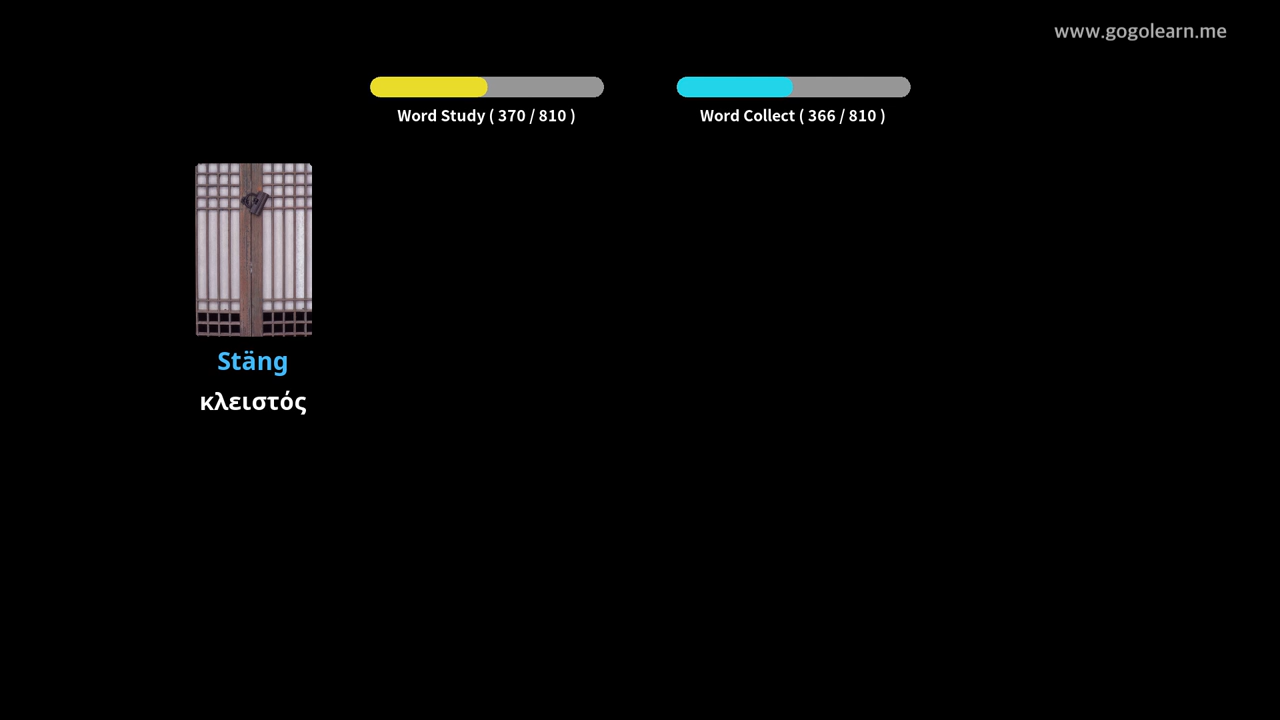 www.gogolearn.me
Word Study ( 370 / 810 )
Word Collect ( 366 / 810 )
Stäng
κλειστός